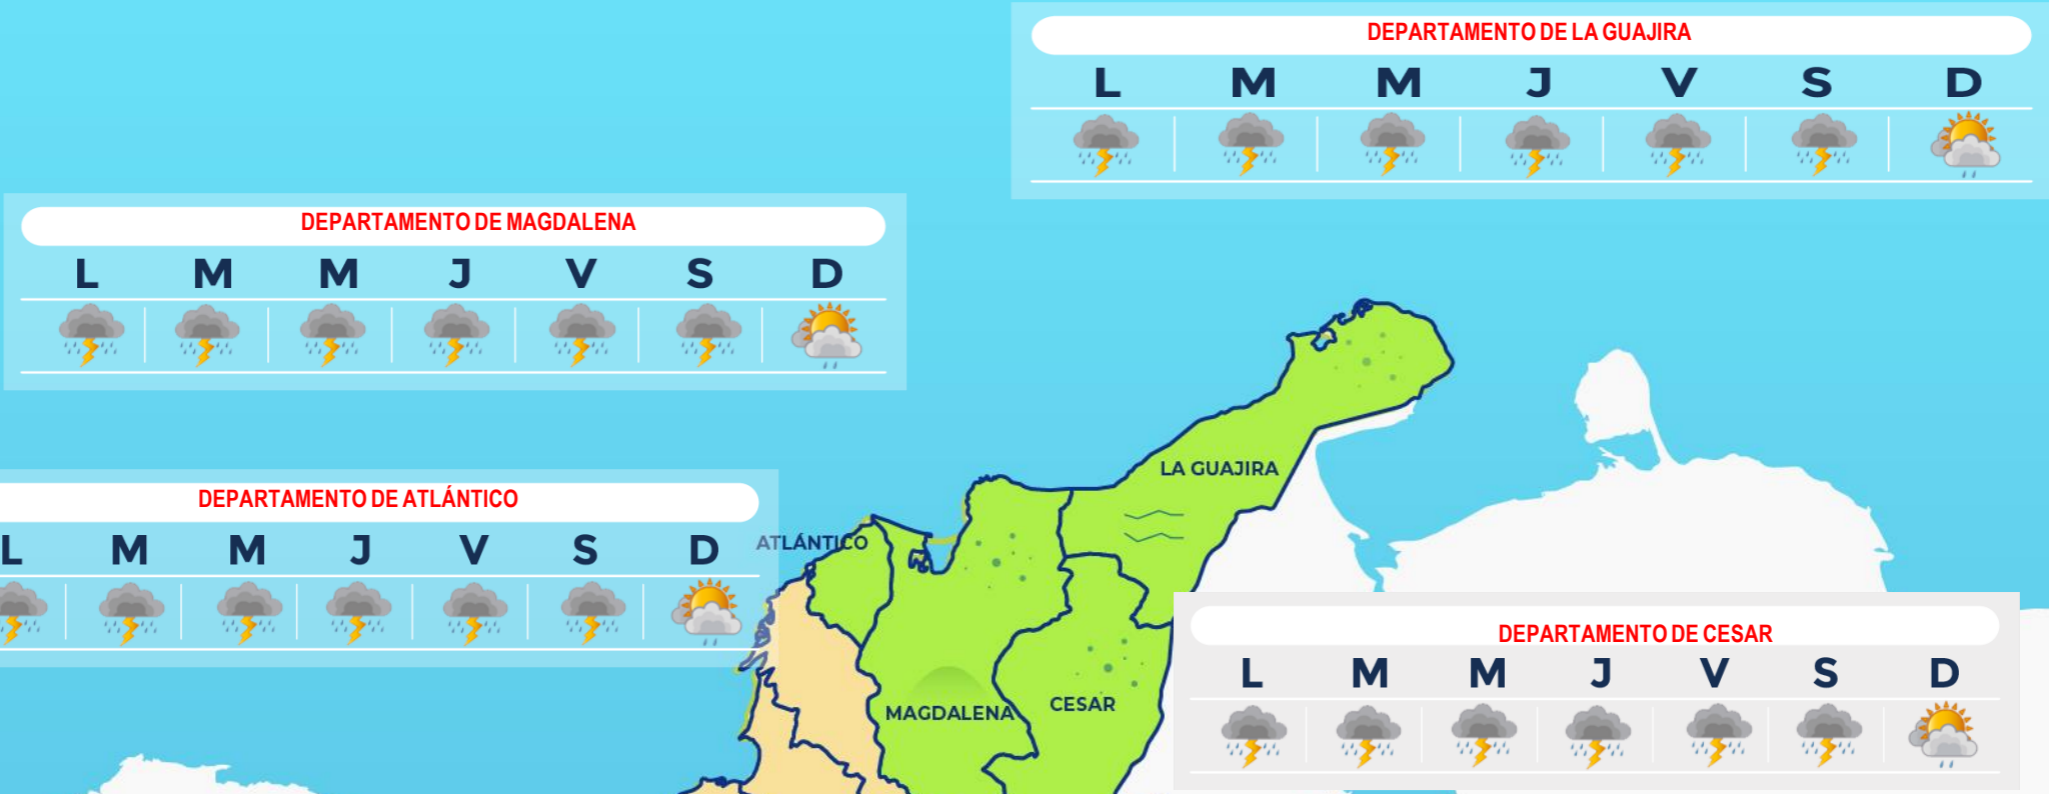 DEPARTAMENTO DE LA GUAJIRA
L M M J V S D
DEPARTAMENTO DE MAGDALENA
L M M J V S D
LA GUAJIRA
DEPARTAMENTO DE ATLÁNTICO
L M M J V S D
ATLÁNTICO
DEPARTAMENTO DE CESAR
L M M J V S D
MAGDALENA
CESAR